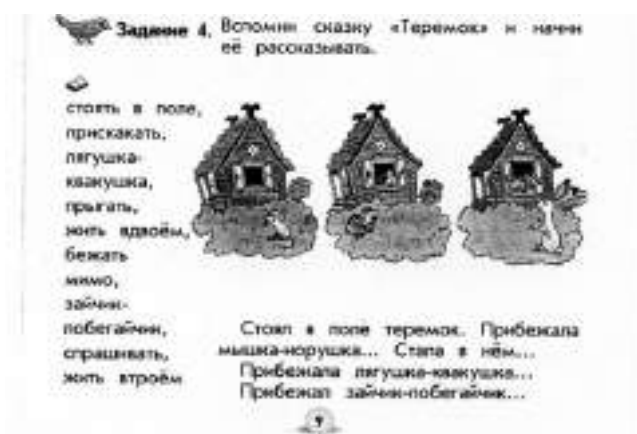 Задание 4. Вспомни сказку «Теремок» и начни
её рассказывать.
стоять в поле,
прискакать,
лягушка-
квакушка,
прыгать,
жить вдвоём,
бежать
мимо,
зайчик-
побегайчик,
спрашивать,
жить втроём
Стоял в поле теремок. Прибежала
мышка-норушка... Стала в нём...
Прибежала лягушка-квакушка...
Прибежал зайчик-побегайчик...
9